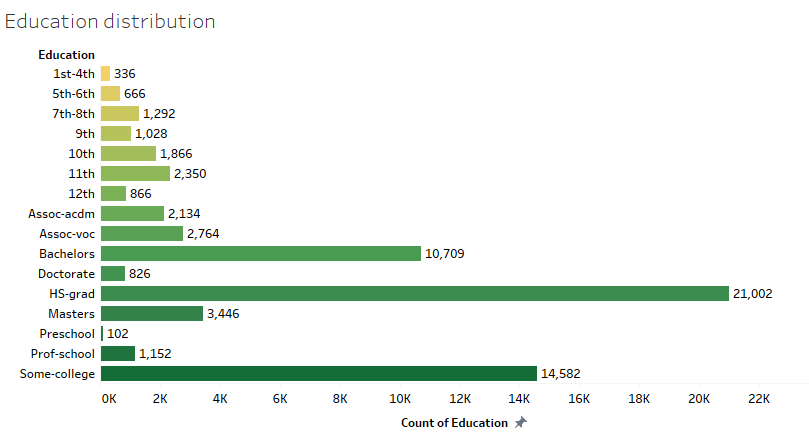 Education distribution
Education
1st-4th 336
5th-6th 666
7th-8th 1,292
9th 1,028
10th 1,866
11th 2,350
12th 866
Assoc-acdm 2,134
Assoc-voc 2,764
Bachelors 10,709
Doctorate 826
HS-grad 21,002
Masters 3,446
Preschool 102
Prof-school 1,152
Some-college 14,582
0K 2K 4K 6K 8K 10K 12K 14K 16K 18K 20K 22K
Count of Education